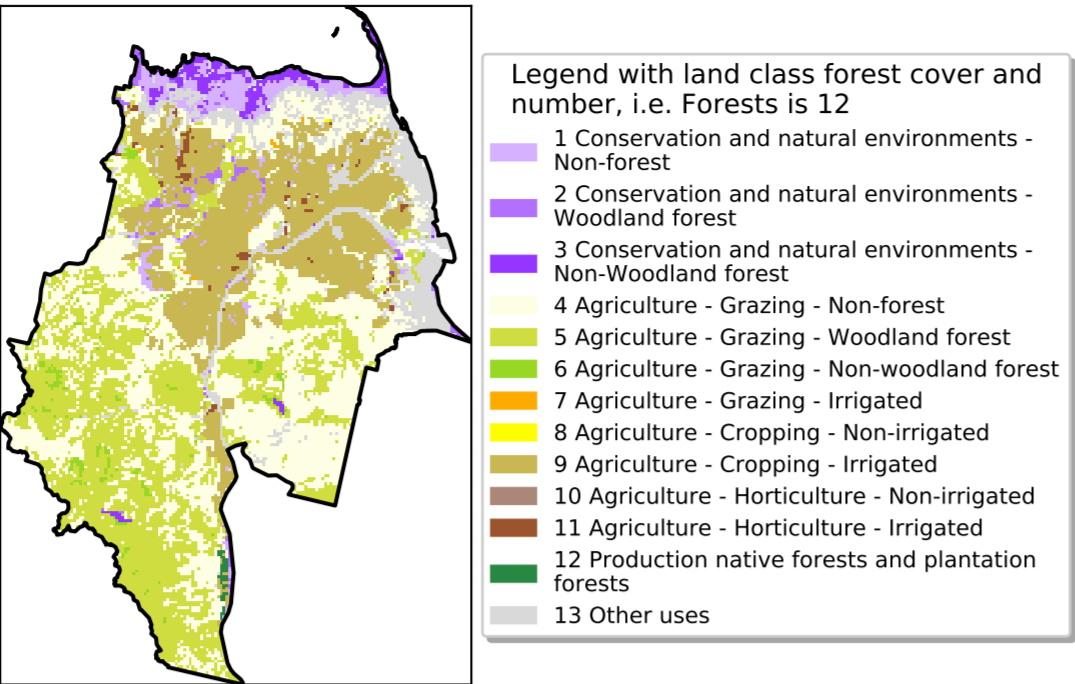 Legend with land class forest cover and
number, i.e. Forests is 12
1 Conservation and natural environments -
Non-forest
2 Conservation and natural environments -
Woodland forest
3 Conservation and natural environments -
Non-Woodland forest
4 Agriculture - Grazing - Non-forest
5 Agriculture - Grazing - Woodland forest
6 Agriculture - Grazing - Non-woodland forest
7 Agriculture - Grazing - Irrigated
8 Agriculture - Cropping - Non-irrigated
9 Agriculture - Cropping - Irrigated
10 Agriculture - Horticulture - Non-irrigated
11 Agriculture - Horticulture - Irrigated
12 Production native forests and plantation
forests
13 Other uses